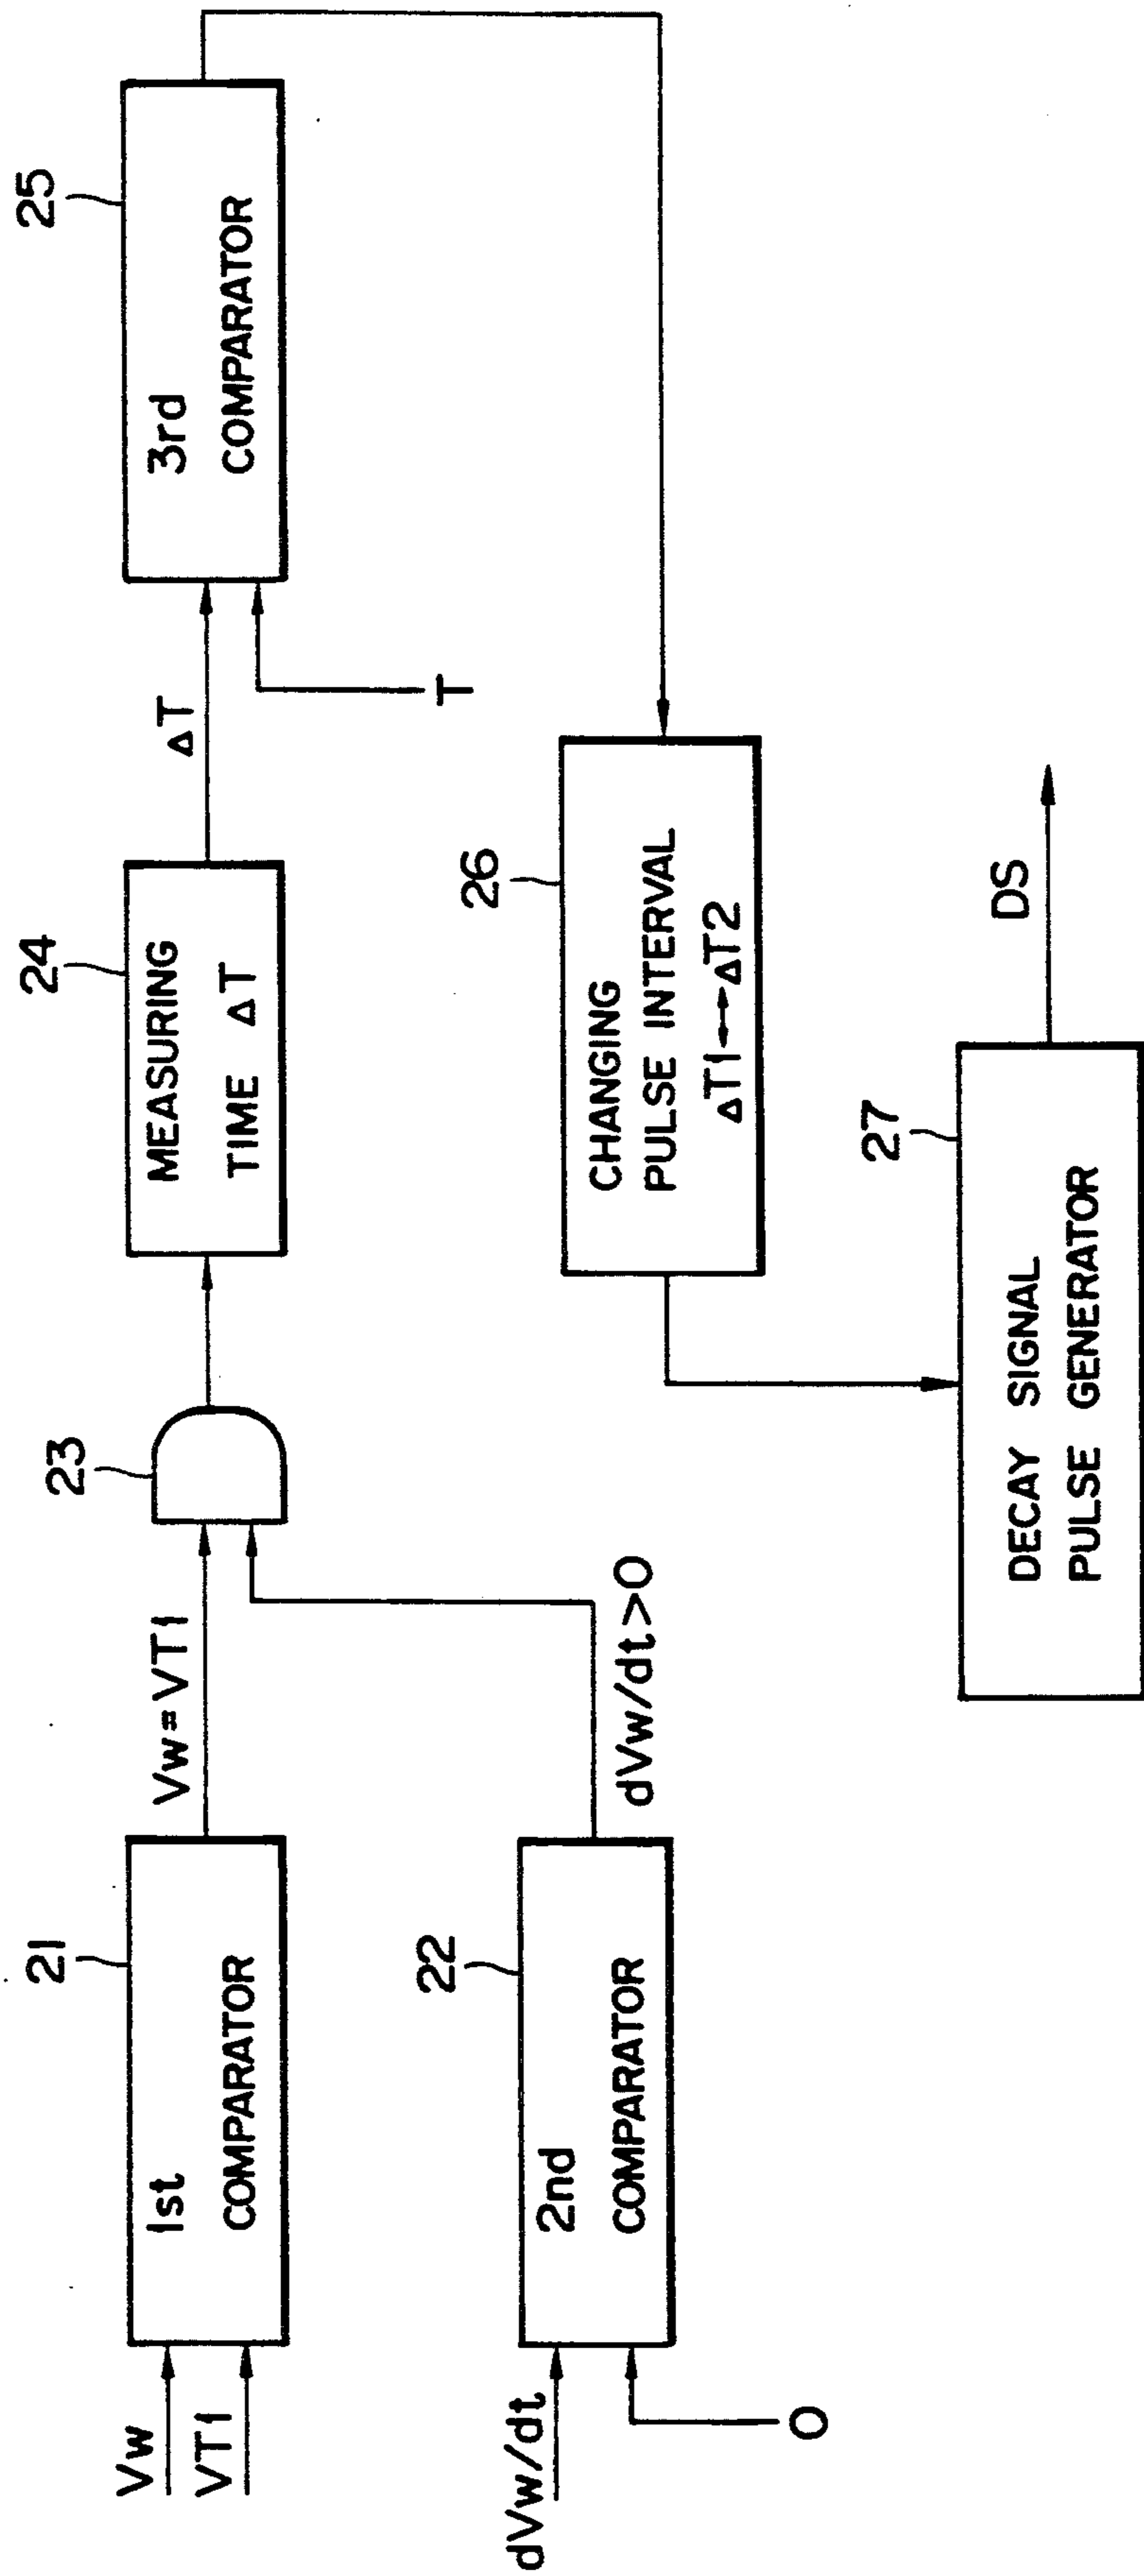 Vw
VT1
21
1st
COMPARATOR
Vw=VT1
23
24
MEASURING
TIME ΔT
ΔT
T
25
3rd
COMPARATOR
dVw/dt
0
22
2nd
COMPARATOR
dVw/dt>0
26
CHANGING
PULSE INTERVAL
ΔT1↔ΔT2
27
DECAY SIGNAL
PULSE GENERATOR
DS